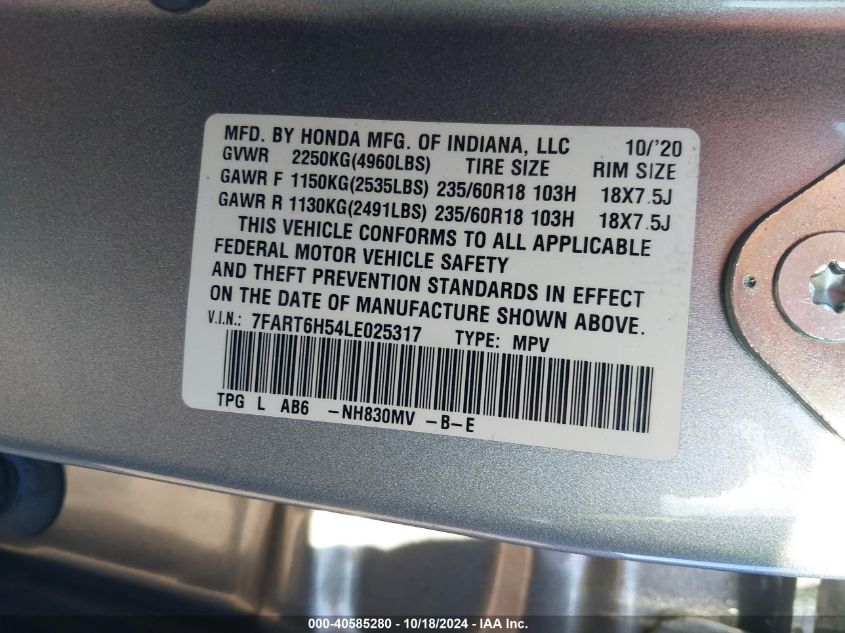 MFD. BY HONDA MFG. OF INDIANA, LLC 10/'20
GVWR 2250KG(4960LBS) TIRE SIZE RIM SIZE
GAWR F 1150KG(2535LBS) 235/60R18 103H 18X7.5J
GAWR R 1130KG(2491LBS) 235/60R18 103H 18X7.5J
THIS VEHICLE CONFORMS TO ALL APPLICABLE
FEDERAL MOTOR VEHICLE SAFETY
AND THEFT PREVENTION STANDARDS IN EFFECT
ON THE DATE OF MANUFACTURE SHOWN ABOVE.
V.I.N.: 7FART6H54LE025317 TYPE: MPV
TPG L AB6 -NH830MV -B-E
000-40585280 - 10/18/2024 - IAA Inc.